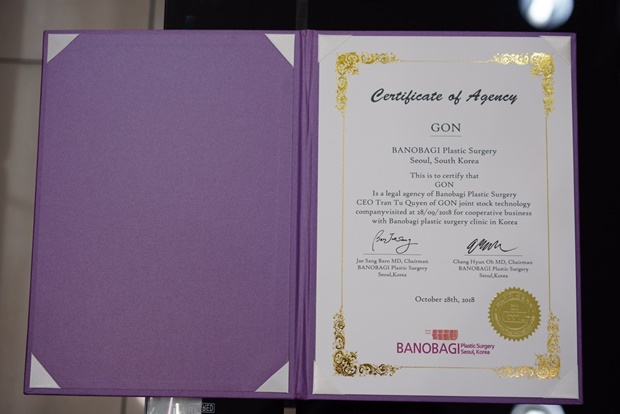 Certificate of Agency
GON
BANOBAGI Plastic Surgery
Seoul, South Korea
This is to certify that
GON
Is a legal agency of Banobagi Plastic Surgery
CEO Tran Tu Quyen of GON joint stock technology
companyvisited at 28/09/2018 for cooperative business
with Banobagi plastic surgery clinic in Korea
Jae Sang Baro MD, Chairman
BANOBAGI Plastic Surgery
Seoul,Korea
Chang Hyun Oh MD, Chairman
BANOBAGI Plastic Surgery
Seoul,Korea
October 28th, 2018
BANOBAGI Plastic Surgery
Seoul, Korea